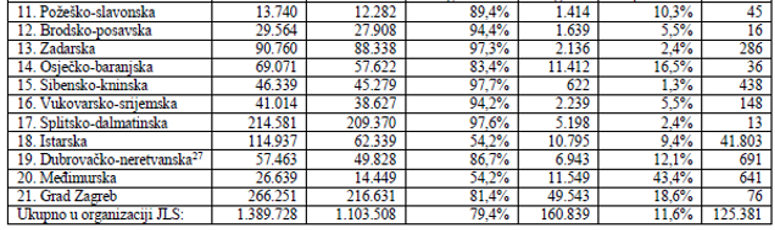 11. Požeško-slavonska 13.740 12.282 89,4% 1.414 10,3% 45
12. Brodsko-posavska 29.564 27.908 94,4% 1.639 5,5% 16
13. Zadarska 90.760 88.338 97,3% 2.136 2,4% 286
14. Osječko-baranjska 69.071 57.622 83,4% 11.412 16,5% 36
15. Šibensko-kninska 46.339 45.279 97,7% 622 1,3% 438
16. Vukovarsko-srijemska 41.014 38.627 94,2% 2.239 5,5% 148
17. Splitsko-dalmatinska 214.581 209.370 97,6% 5.198 2,4% 13
18. Istarska 114.937 62.339 54,2% 10.795 9,4% 41.803
19. Dubrovačko-neretvanska27 57.463 49.828 86,7% 6.943 12,1% 691
20. Međimurska 26.639 14.449 54,2% 11.549 43,4% 641
21. Grad Zagreb 266.251 216.631 81,4% 49.543 18,6% 76
Ukupno u organizaciji JLS: 1.389.728 1.103.508 79,4% 160.839 11,6% 125.381